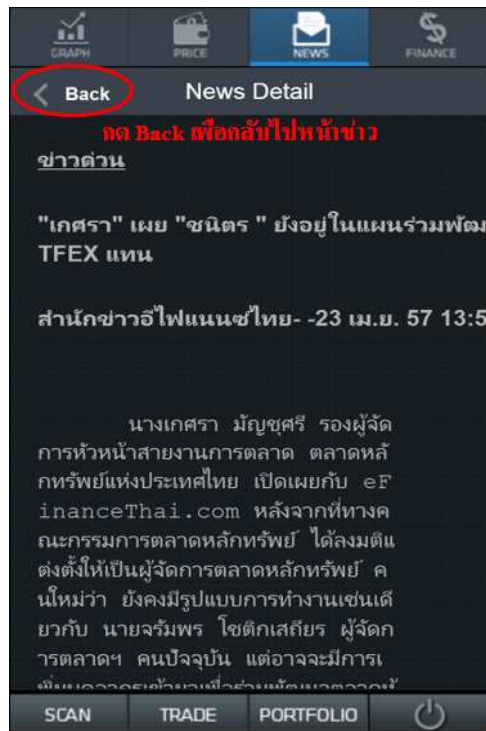 GRAPH PRICE NEWS FINANCE
Back News Detail
กด Back เพื่อกลับไปหน้าข่าว
ข่าวด่วน
"เกศรา" เผย "ชนิตร " ยังอยู่ในแผนร่วมพัฒ
TFEX แทน
สำนักข่าวอีไฟแนนซ์ไทย- -23 เม.ย. 57 13:5
นางเกศรา มัญชุศรี รองผู้จัด
การหัวหน้าสายงานการตลาด ตลาดหลั
กทรัพย์แห่งประเทศไทย เปิดเผยกับ eF
inanceThai.com หลังจากที่ทางค
ณะกรรมการตลาดหลักทรัพย์ ได้ลงมติแ
ต่งตั้งให้เป็นผู้จัดการตลาดหลักทรัพย์ ค
นใหม่ว่า ยังคงมีรูปแบบการทำงานเช่นเดี
ยวกับ นายจรัมพร โชติกเสถียร ผู้จัดก
ารตลาดฯ คนปัจจุบัน แต่อาจจะมีการเ
SCAN TRADE PORTFOLIO